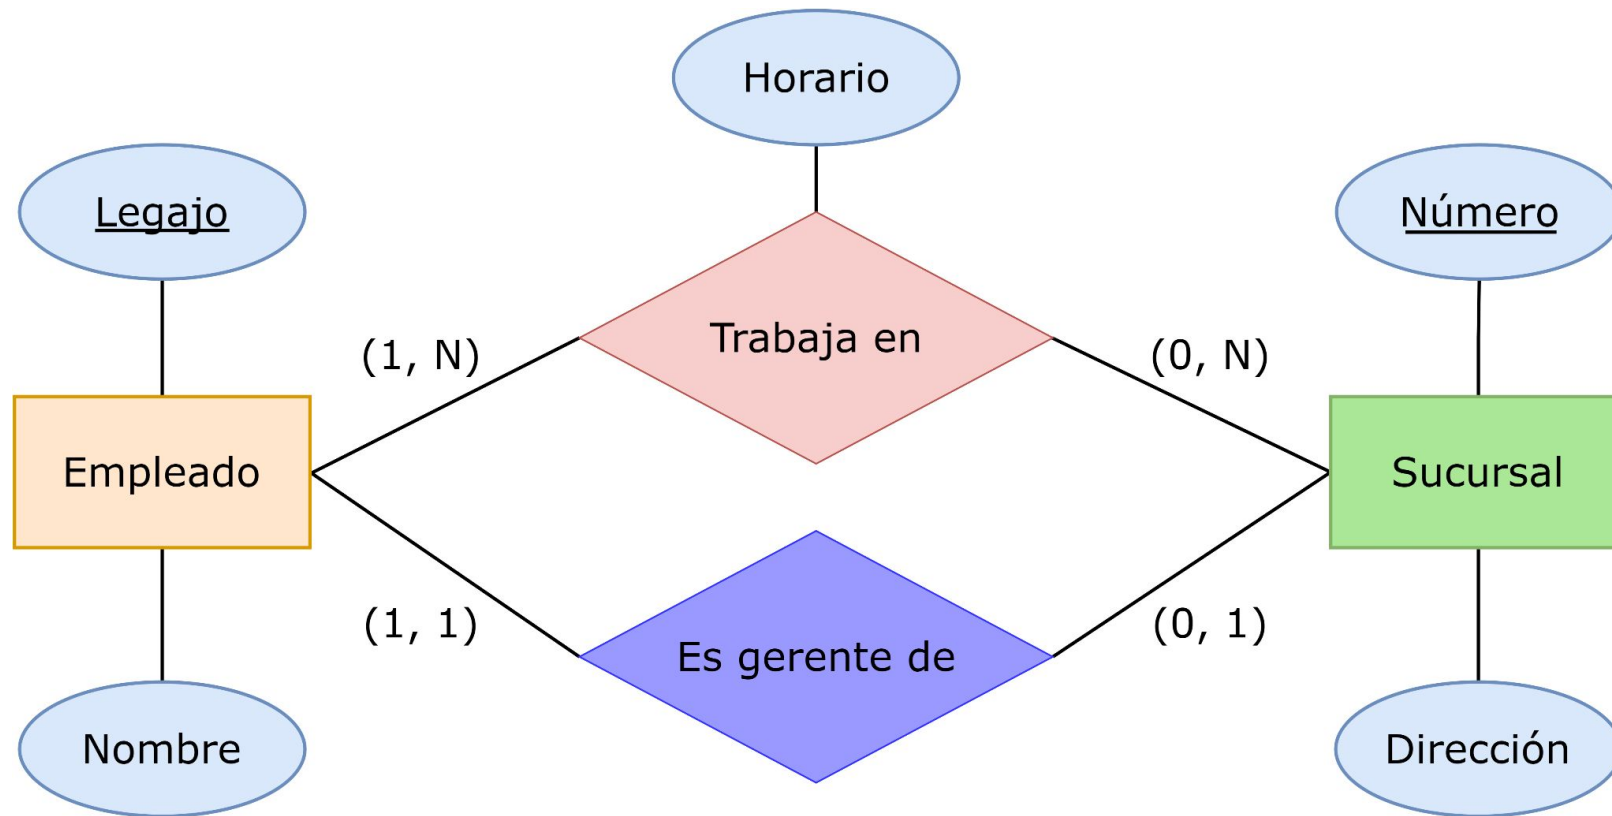 Horario
Legajo
Número
(1, N)
Trabaja en
(0, N)
Empleado
Sucursal
(1, 1)
Es gerente de
(0, 1)
Nombre
Dirección